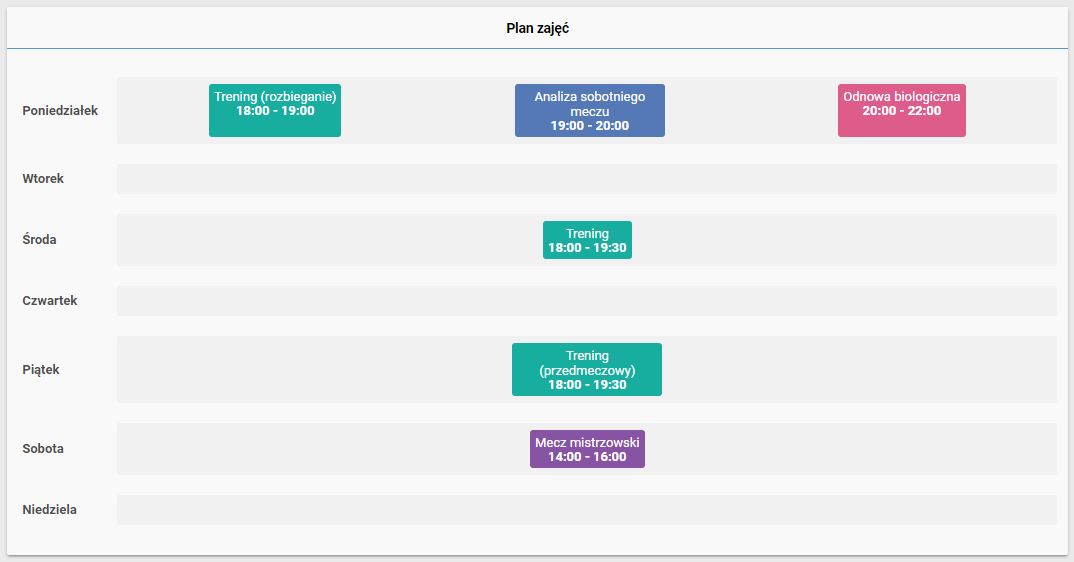 Plan zajęć
Poniedziałek
Trening (rozbieganie)
18:00 - 19:00
Analiza sobotniego
meczu
19:00 - 20:00
Odnowa biologiczna
20:00 - 22:00
Wtorek
Środa
Trening
18:00 - 19:30
Czwartek
Piątek
Trening
(przedmeczowy)
18:00 - 19:30
Sobota
Mecz mistrzowski
14:00 - 16:00
Niedziela